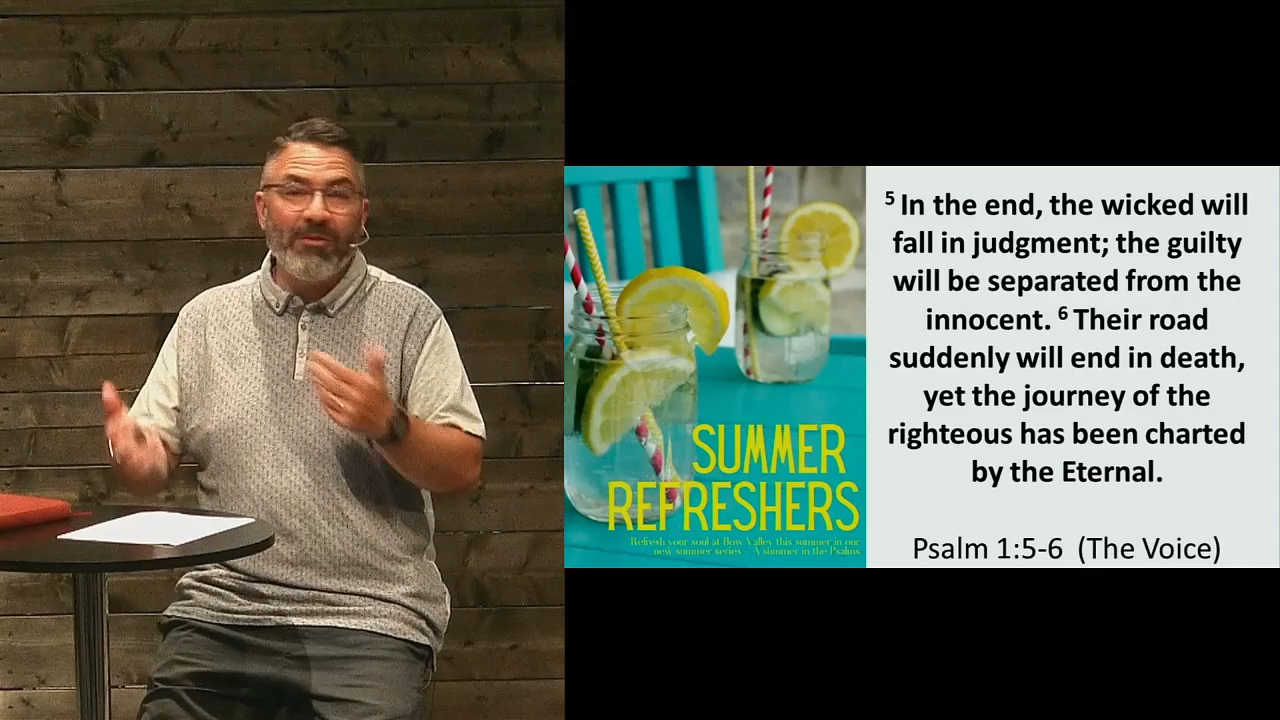 SUMMER
REFRESHERS
Refresh your soul at Bow Valley this summer in our
new summer series - A summer in the Psalms
5 In the end, the wicked will
fall in judgment; the guilty
will be separated from the
innocent. 6 Their road
suddenly will end in death,
yet the journey of the
righteous has been charted
by the Eternal.
Psalm 1:5-6 (The Voice)